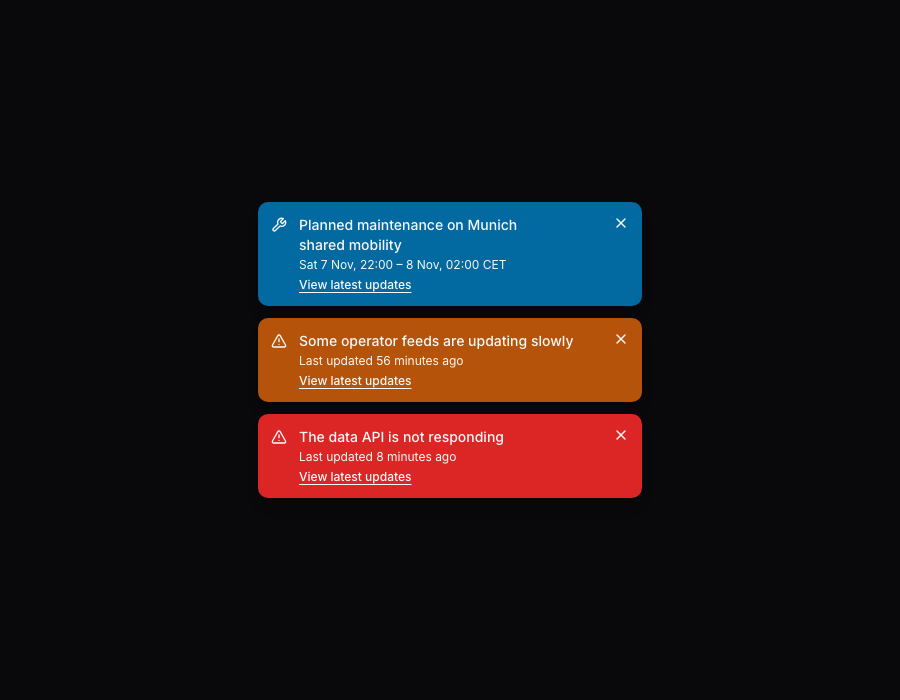 Planned maintenance on Munich
shared mobility
Sat 7 Nov, 22:00 – 8 Nov, 02:00 CET
View latest updates
Some operator feeds are updating slowly
Last updated 56 minutes ago
View latest updates
The data API is not responding
Last updated 8 minutes ago
View latest updates